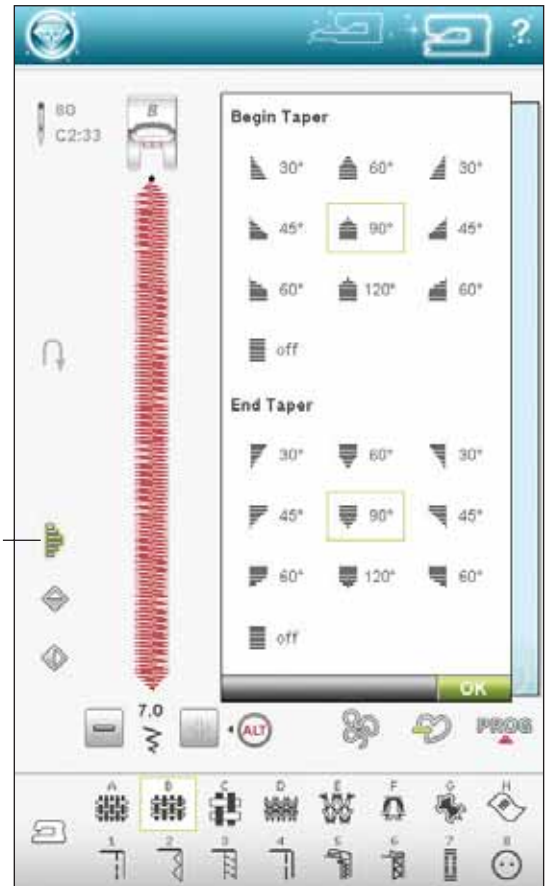 ?
80
C2:33
B
Begin Taper
30° 60° 30°
45° 90° 45°
60° 120° 60°
off
End Taper
30° 60° 30°
45° 90° 45°
60° 120° 60°
off
OK
7.0
ALT
PROG
A B C D E F G H
1 2 3 4 5 6 7 8